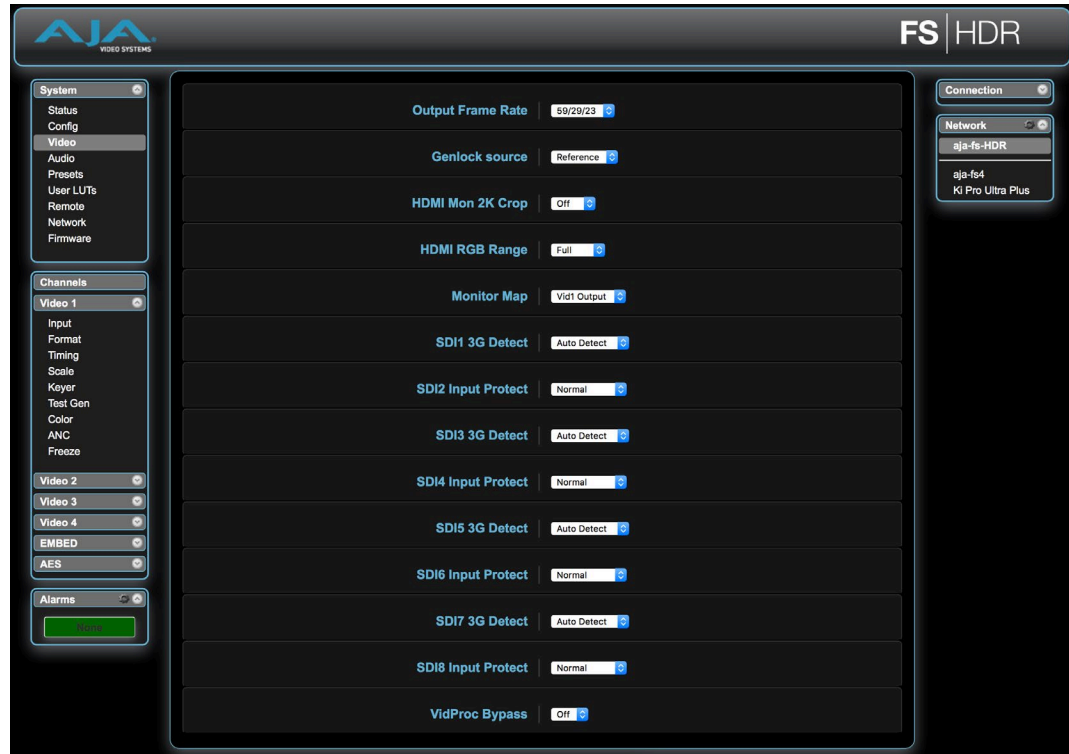 AJA
VIDEO SYSTEMS
FS HDR
System
Status
Config
Video
Audio
Presets
User LUTs
Remote
Network
Firmware
Channels
Video 1
Input
Format
Timing
Scale
Keyer
Test Gen
Color
ANC
Freeze
Video 2
Video 3
Video 4
EMBED
AES
Alarms
None
Output Frame Rate 59/29/23
Genlock source Reference
HDMI Mon 2K Crop Off
HDMI RGB Range Full
Monitor Map Vid1 Output
SDI1 3G Detect Auto Detect
SDI2 Input Protect Normal
SDI3 3G Detect Auto Detect
SDI4 Input Protect Normal
SDI5 3G Detect Auto Detect
SDI6 Input Protect Normal
SDI7 3G Detect Auto Detect
SDI8 Input Protect Normal
VidProc Bypass Off
Connection
Network
aja-fs-HDR
aja-fs4
Ki Pro Ultra Plus